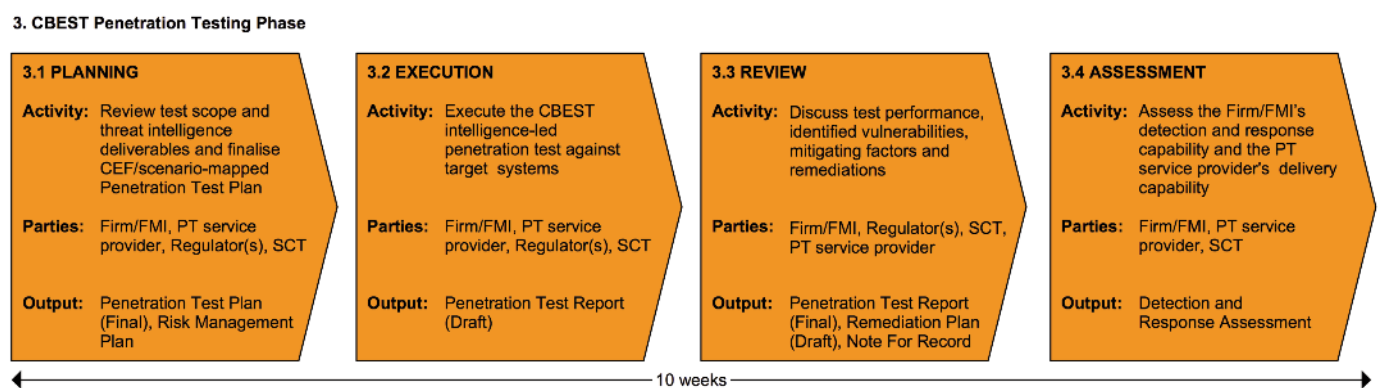 3. CBEST Penetration Testing Phase
3.1 PLANNING
Activity: Review test scope and
threat intelligence
deliverables and finalise
CEF/scenario-mapped
Penetration Test Plan
Parties: Firm/FMI, PT service
provider, Regulator(s), SCT
Output: Penetration Test Plan
(Final), Risk Management
Plan
3.2 EXECUTION
Activity: Execute the CBEST
intelligence-led
penetration test against
target systems
Parties: Firm/FMI, PT service
provider, Regulator(s), SCT
Output: Penetration Test Report
(Draft)
3.3 REVIEW
Activity: Discuss test performance,
identified vulnerabilities,
mitigating factors and
remediations
Parties: Firm/FMI, Regulator(s), SCT,
PT service provider
Output: Penetration Test Report
(Final), Remediation Plan
(Draft), Note For Record
3.4 ASSESSMENT
Activity: Assess the Firm/FMI's
detection and response
capability and the PT
service provider's delivery
capability
Parties: Firm/FMI, PT service
provider, SCT
Output: Detection and
Response Assessment
10 weeks